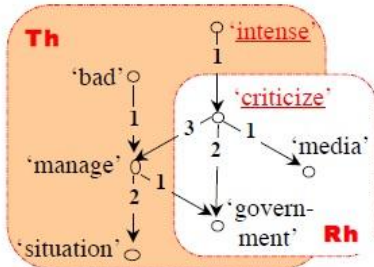 Th
'intense'
1
'bad'
1
'criticize'
3
2
1
'media'
'manage'
1
2
'govern-
ment'
'situation'
Rh